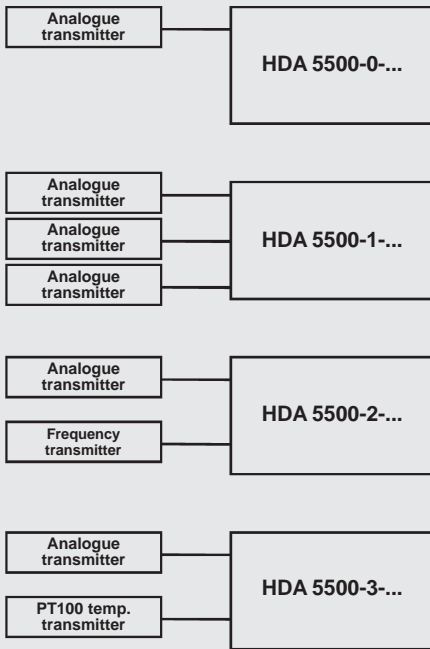 Analogue
transmitter
HDA 5500-0-...
Analogue
transmitter
Analogue
transmitter
Analogue
transmitter
HDA 5500-1-...
Analogue
transmitter
Frequency
transmitter
HDA 5500-2-...
Analogue
transmitter
PT100 temp.
transmitter
HDA 5500-3-...